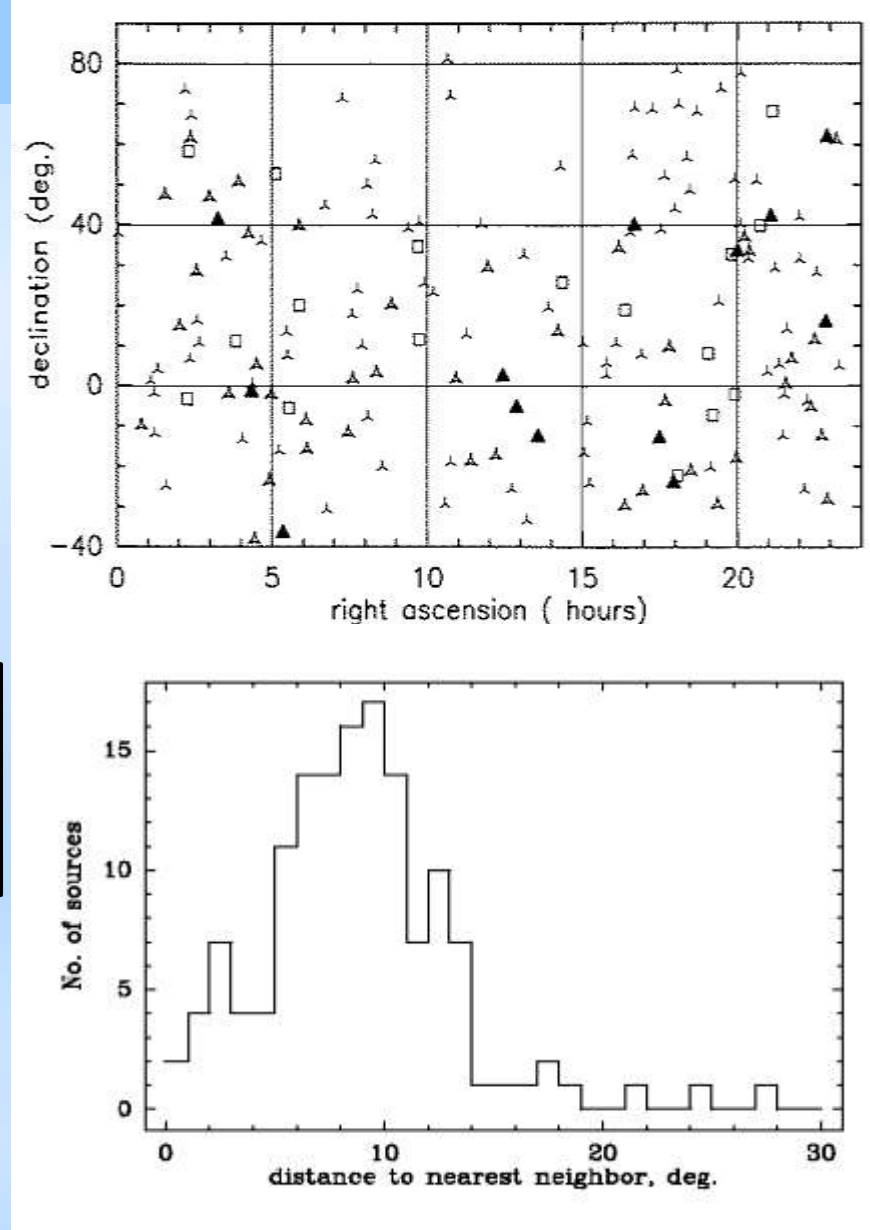 80
40
0
−40
declination (deg.)
0 5 10 15 20
right ascension ( hours)
15
10
5
0
No. of sources
0 10 20 30
distance to nearest neighbor, deg.